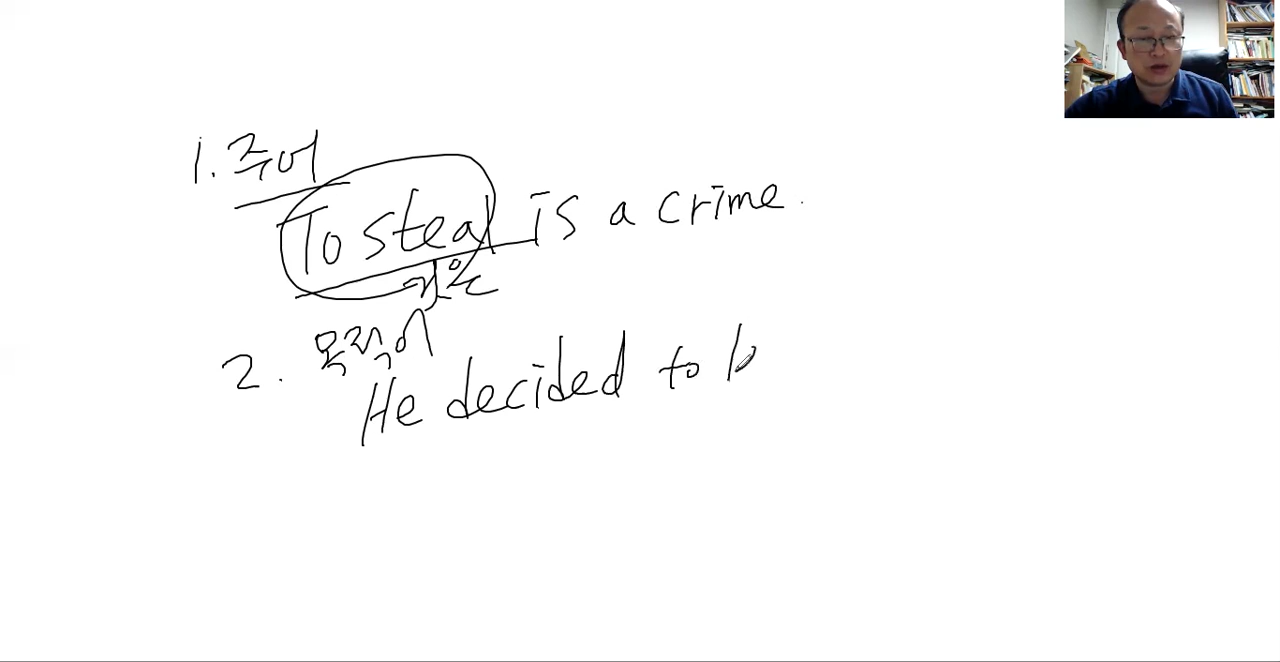 1. 주어
To steal is a crime.
것은
2. 목적어
He decided to b